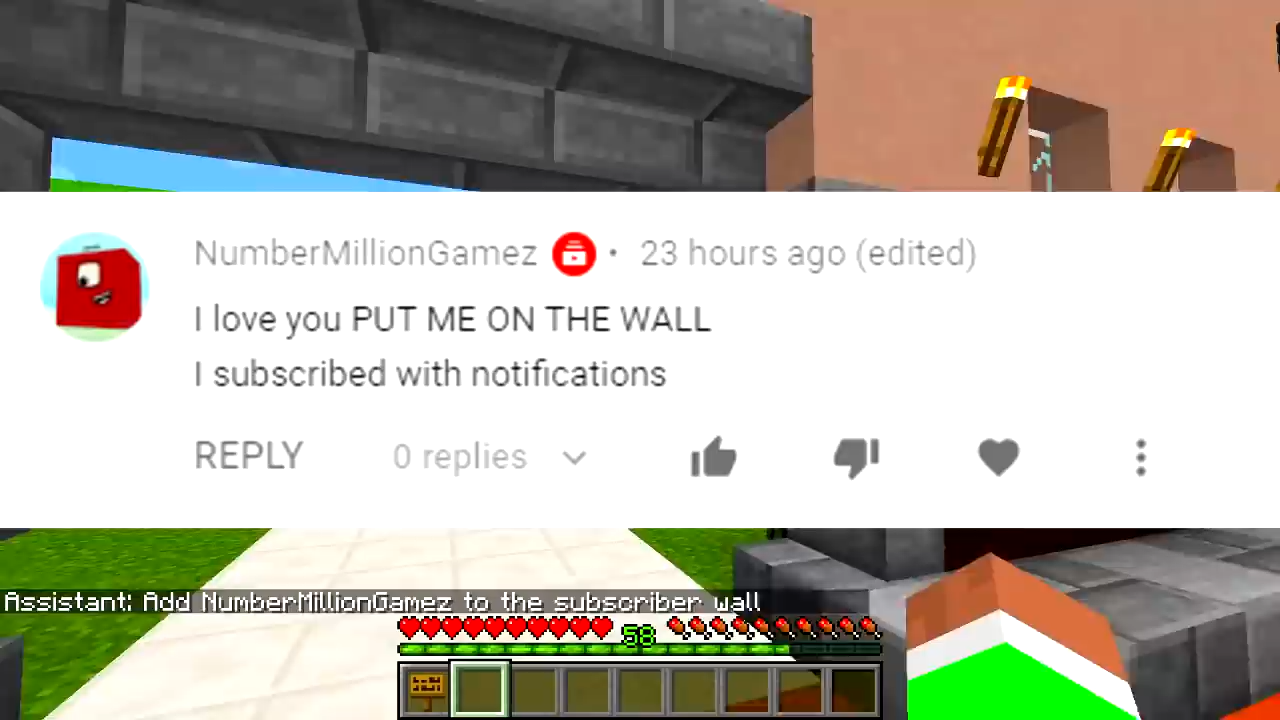 NumberMillionGamez • 23 hours ago (edited)
I love you PUT ME ON THE WALL
I subscribed with notifications
REPLY 0 replies
Assistant: Add NumberMillionGamez to the subscriber wall
58